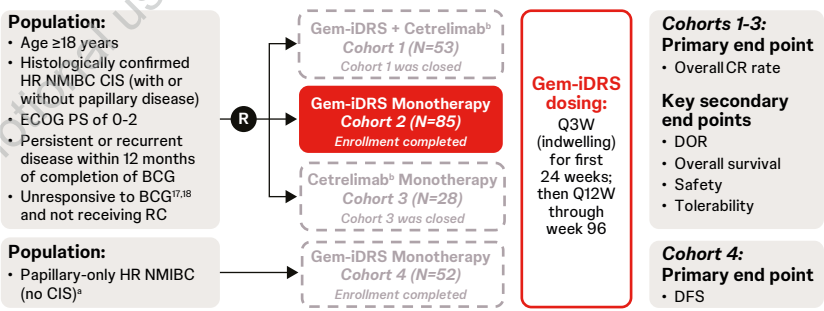 Population:
• Age ≥18 years
• Histologically confirmed
HR NMIBC CIS (with or
without papillary disease)
• ECOG PS of 0-2
• Persistent or recurrent
disease within 12 months
of completion of BCG
• Unresponsive to BCG17,18
and not receiving RC
Population:
• Papillary-only HR NMIBC
(no CIS)a
R
Gem-iDRS + Cetrelimabb
Cohort 1 (N=53)
Cohort 1 was closed
Gem-iDRS Monotherapy
Cohort 2 (N=85)
Enrollment completed
Cetrelimabb Monotherapy
Cohort 3 (N=28)
Cohort 3 was closed
Gem-iDRS Monotherapy
Cohort 4 (N=52)
Enrollment completed
Gem-iDRS
dosing:
Q3W
(indwelling)
for first
24 weeks;
then Q12W
through
week 96
Cohorts 1-3:
Primary end point
• Overall CR rate
Key secondary
end points
• DOR
• Overall survival
• Safety
• Tolerability
Cohort 4:
Primary end point
• DFS